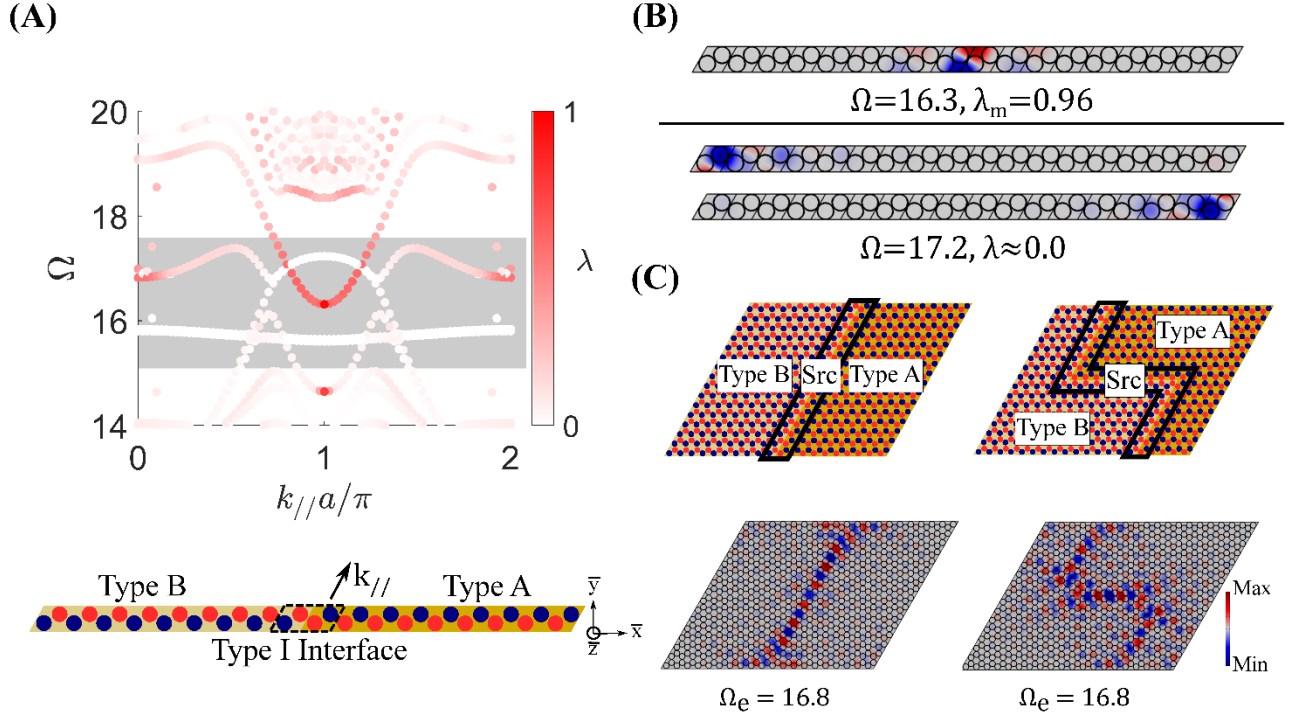 (A)
20
18
16
14
Ω
0
1
2
k//a/π
1
λ
0
Type B
Type A
k//
Type I Interface
y̅
x̅
z̅
(B)
Ω=16.3, λm=0.96
Ω=17.2, λ≈0.0
(C)
Type B
Src
Type A
Type A
Src
Type B
Max
Min
Ωe = 16.8
Ωe = 16.8